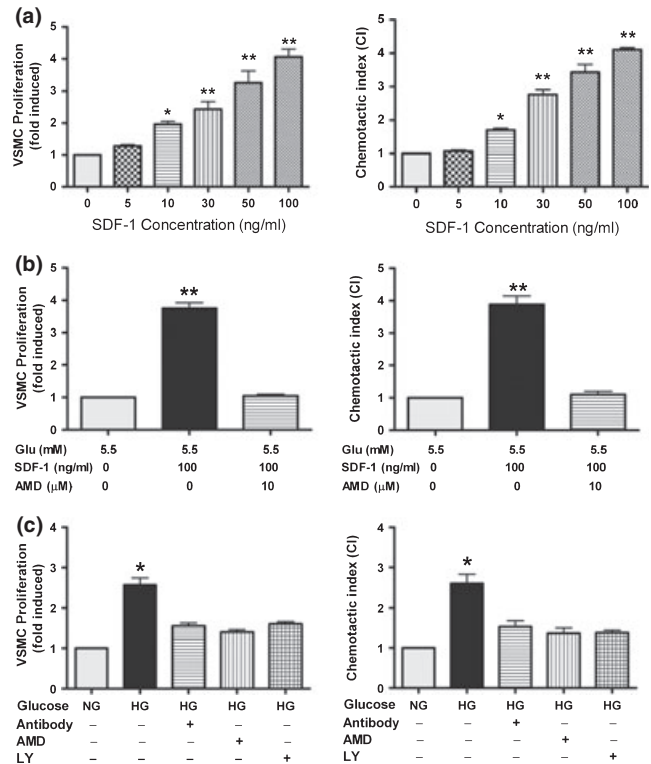 (a)
VSMC Proliferation
(fold induced)
5
4
3
2
1
0
*
**
**
**
0 5 10 30 50 100
SDF-1 Concentration (ng/ml)
Chemotactic index (CI)
5
4
3
2
1
0
*
**
**
**
0 5 10 30 50 100
SDF-1 Concentration (ng/ml)
(b)
VSMC Proliferation
(fold induced)
5
4
3
2
1
0
**
Glu (mM) 5.5 5.5 5.5
SDF-1 (ng/ml) 0 100 100
AMD (µM) 0 0 10
Chemotactic index (CI)
5
4
3
2
1
0
**
Glu (mM) 5.5 5.5 5.5
SDF-1 (ng/ml) 0 100 100
AMD (µM) 0 0 10
(c)
VSMC Proliferation
(fold induced)
4
3
2
1
0
*
Glucose NG HG HG HG HG
Antibody – – + – –
AMD – – – + –
LY – – – – +
Chemotactic index (CI)
4
3
2
1
0
*
Glucose NG HG HG HG HG
Antibody – – + – –
AMD – – – + –
LY – – – – +